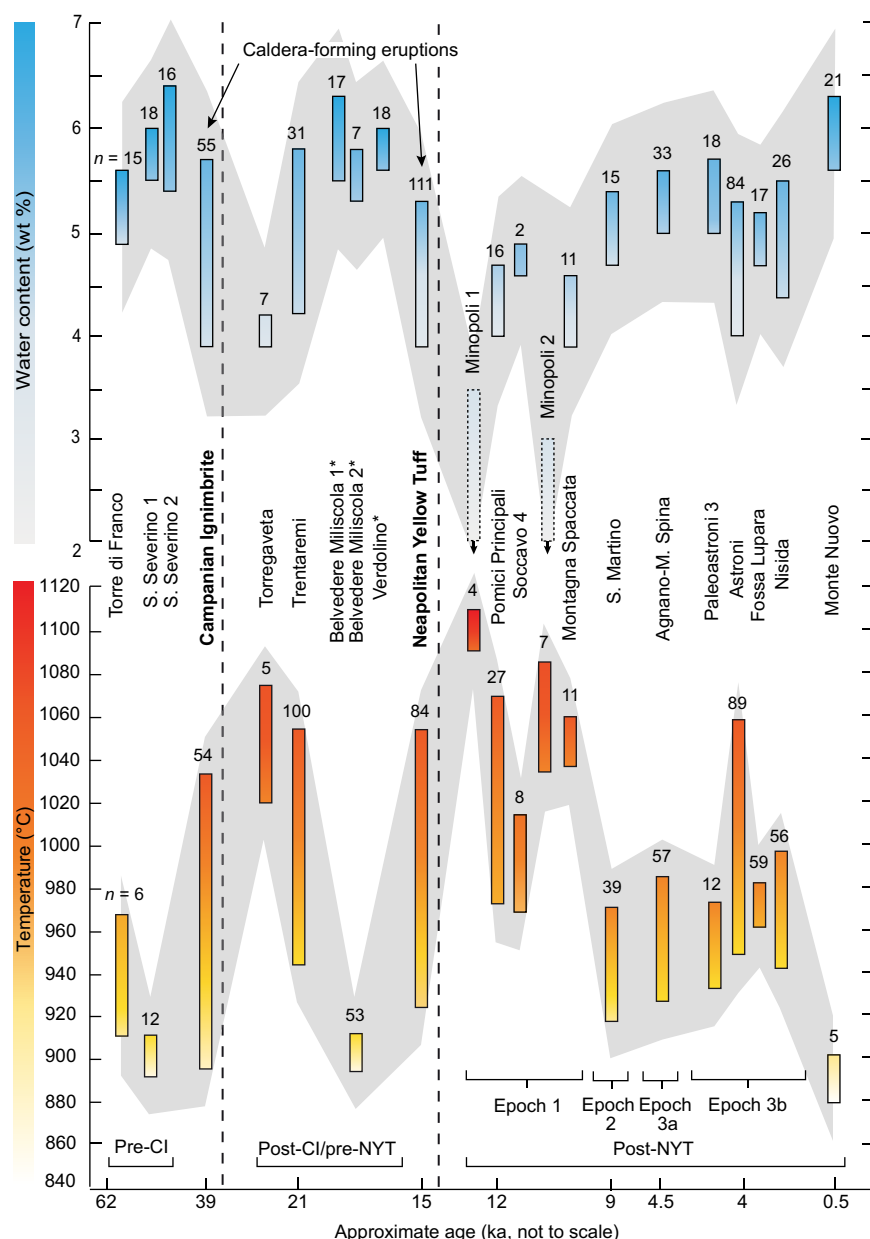 7
6
5
4
3
2
Water content (wt %)
Caldera-forming eruptions
n = 15
18
16
55
7
31
17
7
18
111
16
2
11
15
33
18
84
17
26
21
Minopoli 1
Minopoli 2
Torre di Franco
S. Severino 1
S. Severino 2
Campanian Ignimbrite
Torregaveta
Trentaremi
Belvedere Miliscola 1*
Belvedere Miliscola 2*
Verdolino*
Neapolitan Yellow Tuff
Pomici Principali
Soccavo 4
Montagna Spaccata
S. Martino
Agnano-M. Spina
Paleoastroni 3
Astroni
Fossa Lupara
Nisida
Monte Nuovo
1120
1100
1080
1060
1040
1020
1000
980
960
940
920
900
880
860
840
Temperature (°C)
n = 6
12
54
5
100
53
84
4
27
8
7
11
39
57
12
89
59
56
5
Epoch 1
Epoch 2
Epoch 3a
Epoch 3b
Pre-CI
Post-CI/pre-NYT
Post-NYT
62
39
21
15
12
9
4.5
4
0.5
Approximate age (ka, not to scale)